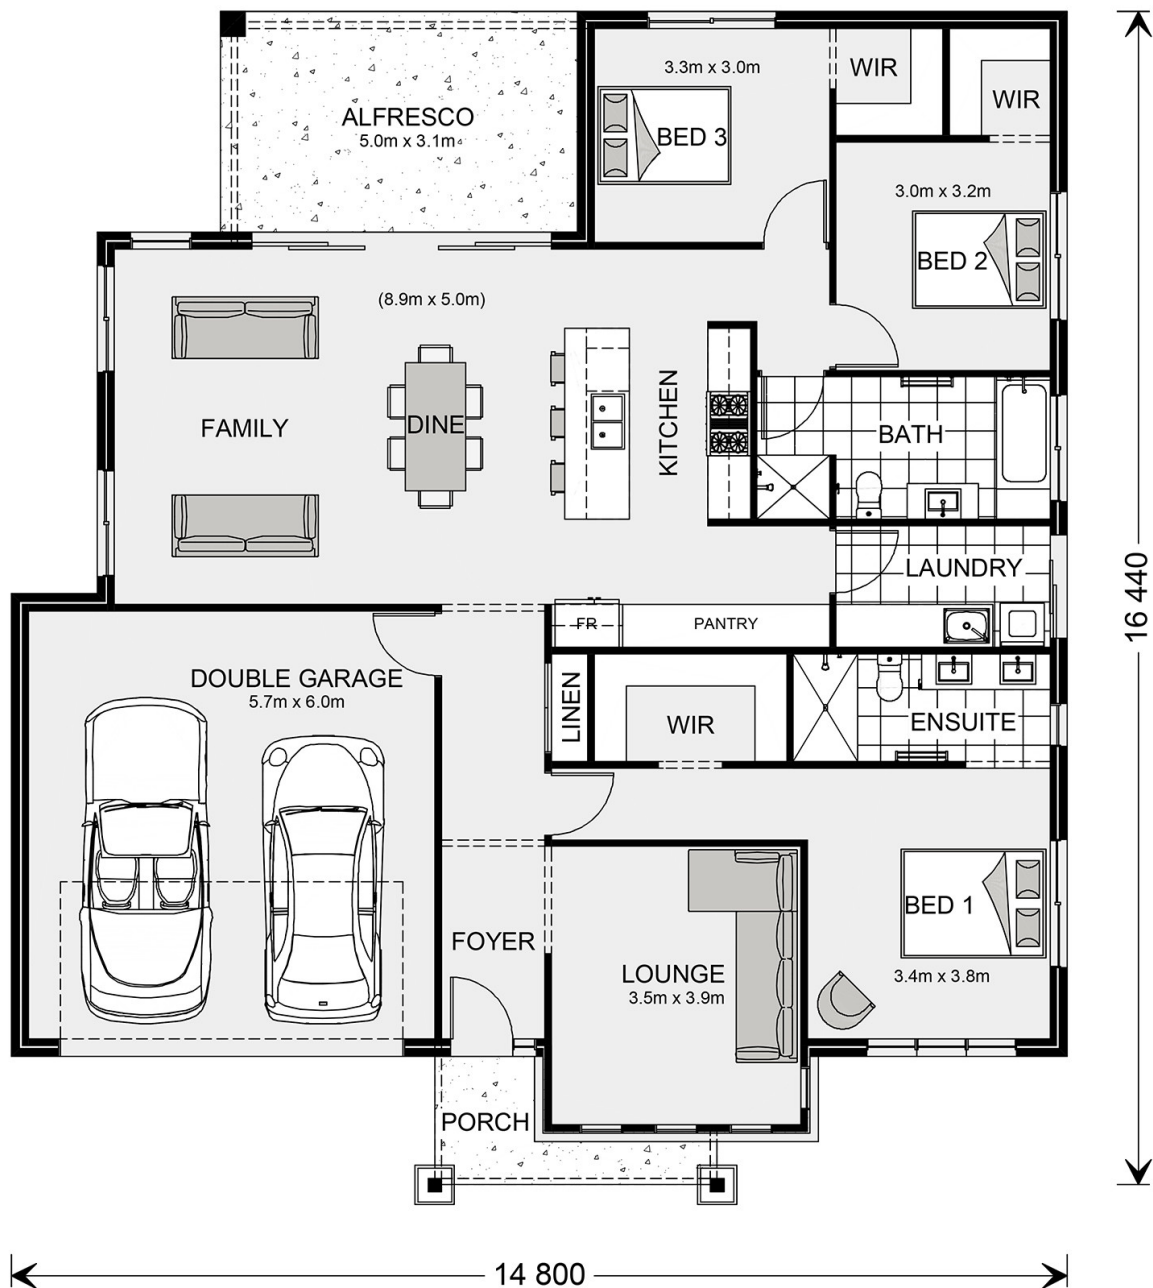 WIR
3.3m x 3.0m
WIR
ALFRESCO
5.0m x 3.1m
BED 3
3.0m x 3.2m
BED 2
(8.9m x 5.0m)
KITCHEN
DINE
FAMILY
BATH
LAUNDRY
16 440
FR
PANTRY
DOUBLE GARAGE
5.7m x 6.0m
LINEN
WIR
ENSUITE
BED 1
FOYER
LOUNGE
3.5m x 3.9m
3.4m x 3.8m
PORCH
14 800